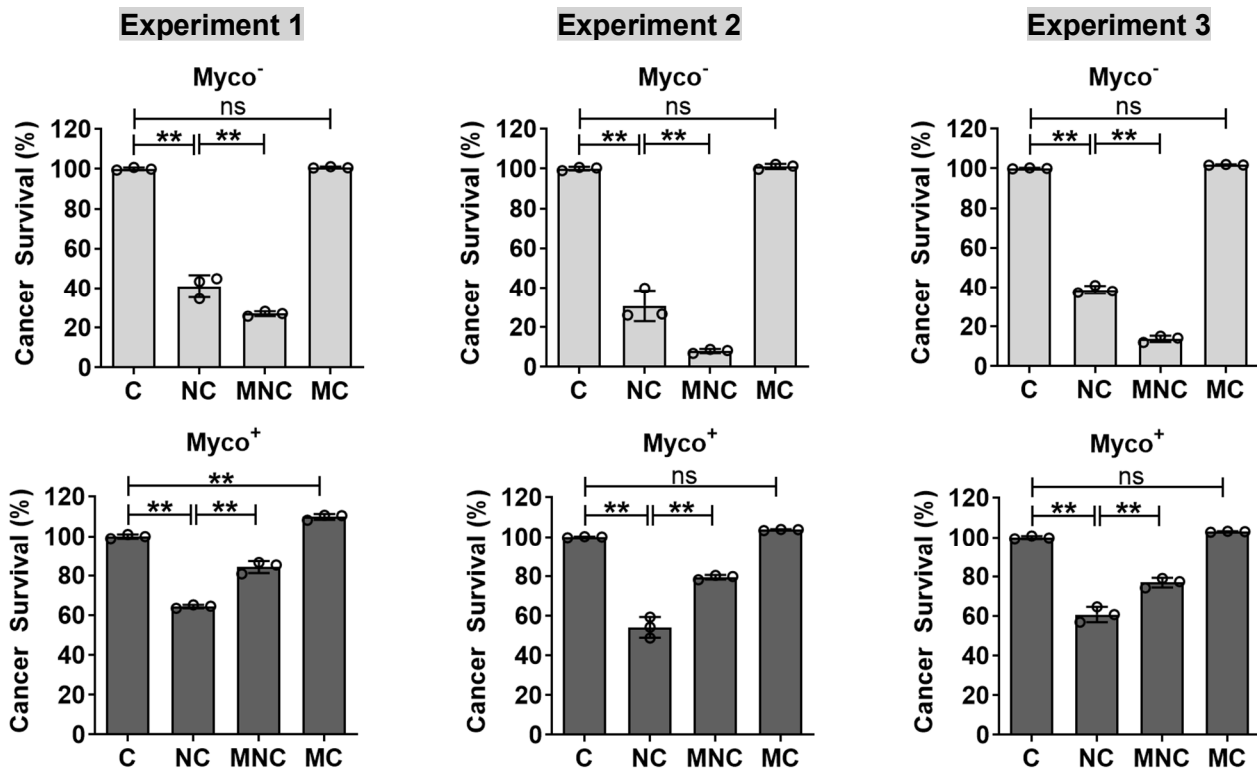 Experiment 1
Experiment 2
Experiment 3
Myco⁻
ns
** **
Cancer Survival (%)
120
100
80
60
40
20
0
C NC MNC MC
Myco⁻
ns
** **
Cancer Survival (%)
120
100
80
60
40
20
0
C NC MNC MC
Myco⁻
ns
** **
Cancer Survival (%)
120
100
80
60
40
20
0
C NC MNC MC
Myco⁺
**
** **
Cancer Survival (%)
120
100
80
60
40
20
0
C NC MNC MC
Myco⁺
ns
** **
Cancer Survival (%)
120
100
80
60
40
20
0
C NC MNC MC
Myco⁺
ns
** **
Cancer Survival (%)
120
100
80
60
40
20
0
C NC MNC MC